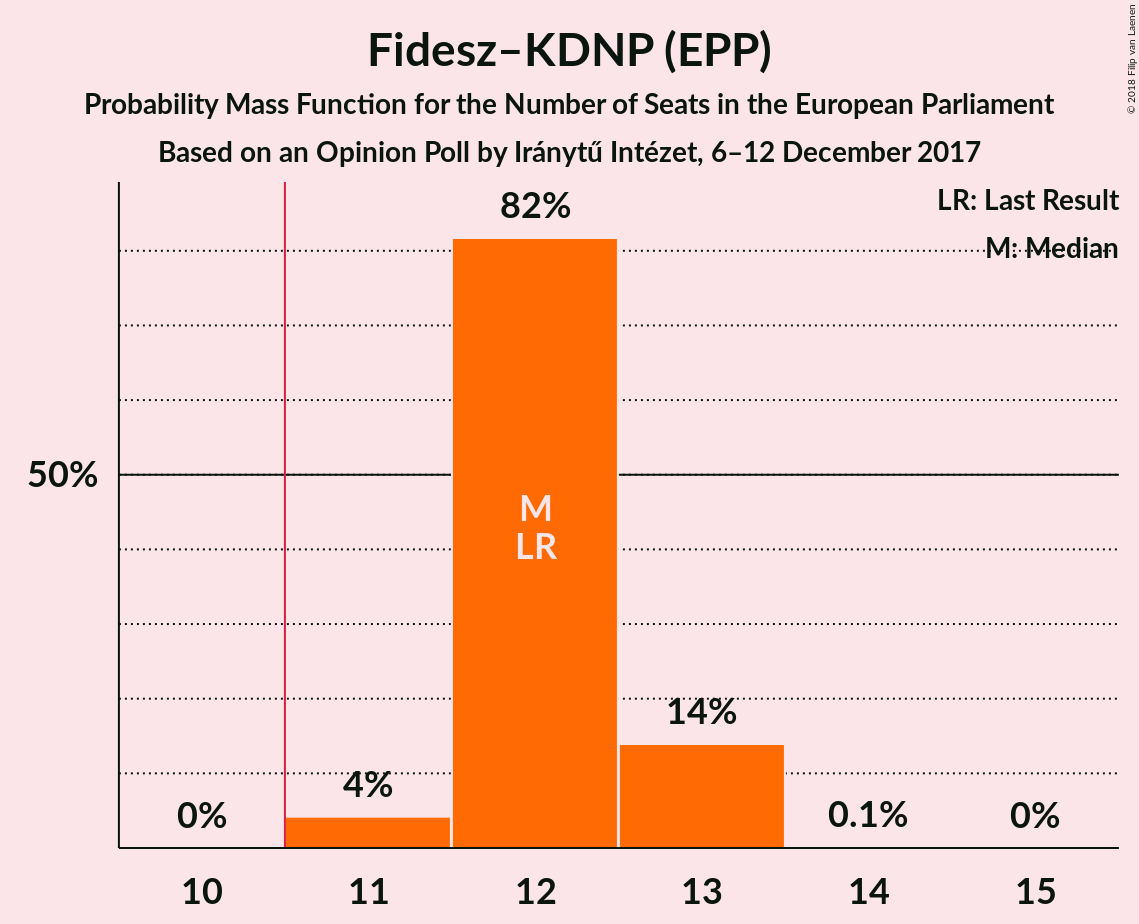 Fidesz–KDNP (EPP)
Probability Mass Function for the Number of Seats in the European Parliament
Based on an Opinion Poll by Iránytű Intézet, 6–12 December 2017
© 2018 Filip van Laenen
LR: Last Result
M: Median
50%
0%
4%
82%
M
LR
14%
0.1%
0%
10
11
12
13
14
15